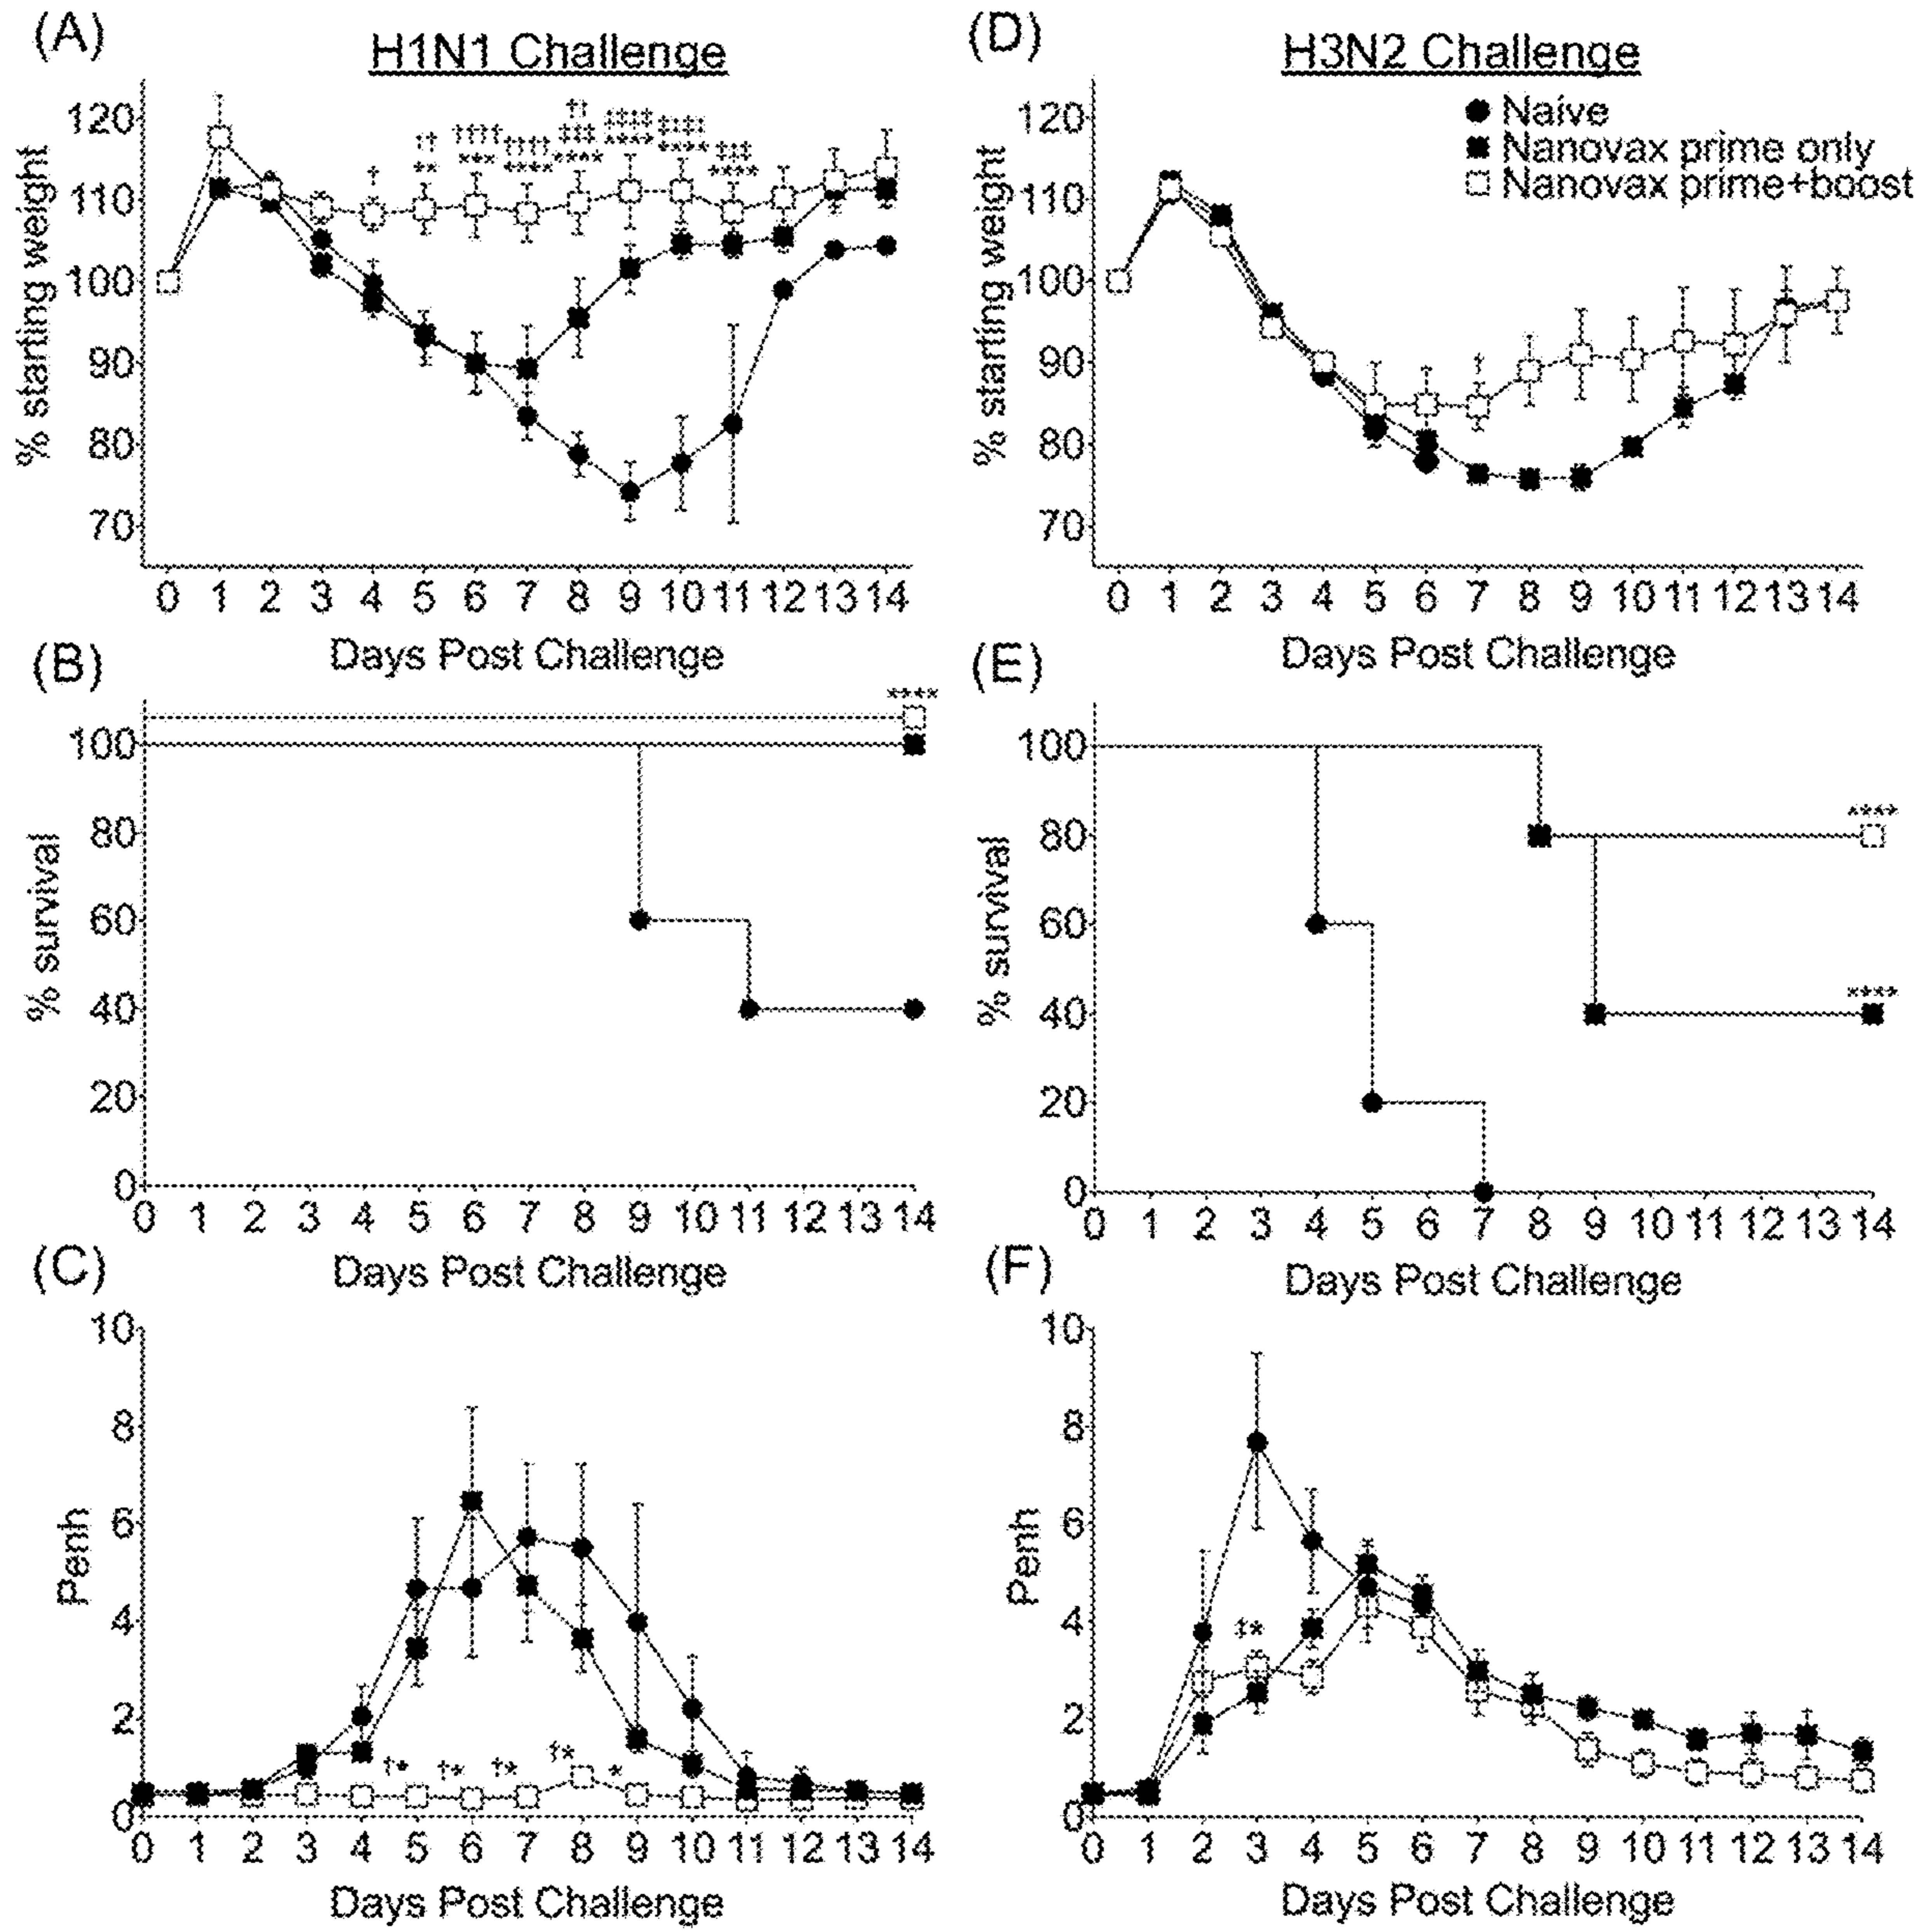 (A)
H1N1 Challenge
% starting weight
120
110
100
90
80
70
†
††
**
††††
***
††††
****
††
‡‡‡
****
‡‡‡‡
****
‡‡‡‡
****
‡‡‡
****
0 1 2 3 4 5 6 7 8 9 10 11 12 13 14
Days Post Challenge
(D)
H3N2 Challenge
Naive
Nanovax prime only
Nanovax prime+boost
% starting weight
120
110
100
90
80
70
†
0 1 2 3 4 5 6 7 8 9 10 11 12 13 14
Days Post Challenge
(B)
% survival
100
80
60
40
20
0
****
0 1 2 3 4 5 6 7 8 9 10 11 12 13 14
Days Post Challenge
(E)
% survival
100
80
60
40
20
0
****
****
0 1 2 3 4 5 6 7 8 9 10 11 12 13 14
Days Post Challenge
(C)
Penh
10
8
6
4
2
0
†*
†*
†*
†*
*
0 1 2 3 4 5 6 7 8 9 10 11 12 13 14
Days Post Challenge
(F)
Penh
10
8
6
4
2
0
‡*
0 1 2 3 4 5 6 7 8 9 10 11 12 13 14
Days Post Challenge